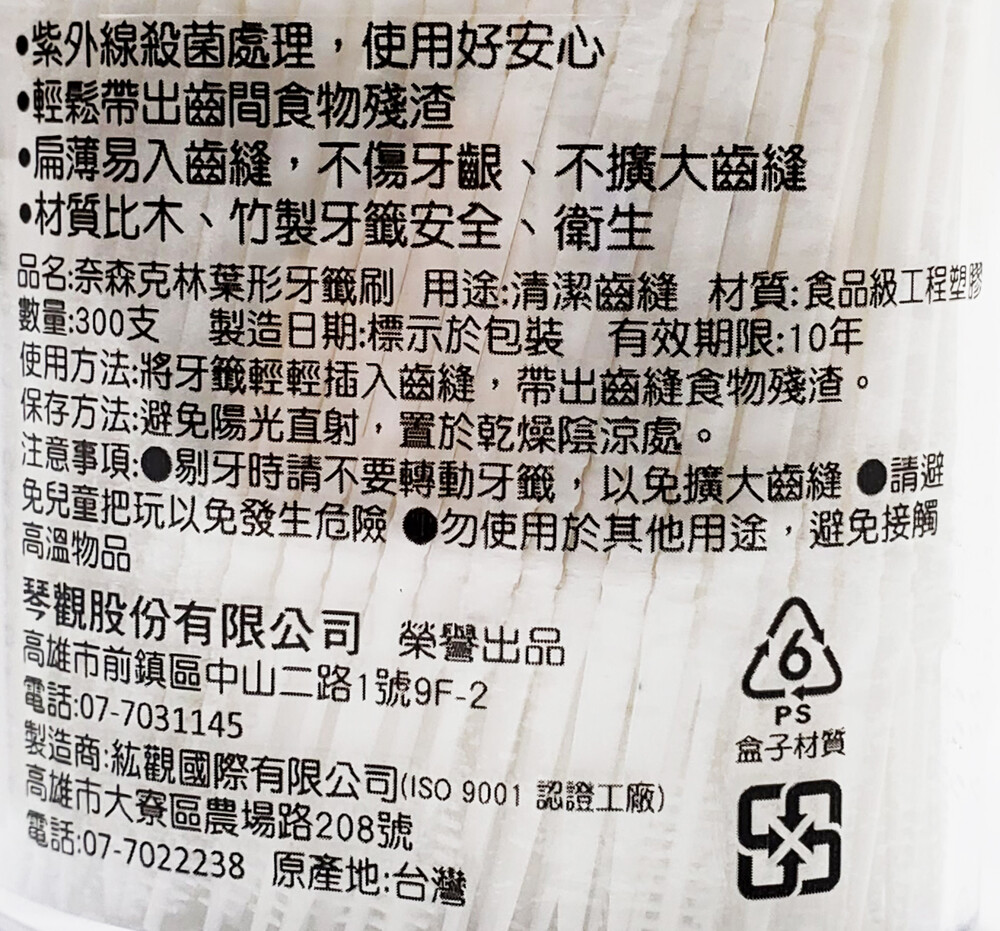 •紫外線殺菌處理，使用好安心
•輕鬆帶出齒間食物殘渣
•扁薄易入齒縫，不傷牙齦、不擴大齒縫
•材質比木、竹製牙籤安全、衛生
品名:奈森克林葉形牙籤刷 用途:清潔齒縫 材質:食品級工程塑膠
數量:300支 製造日期:標示於包裝 有效期限:10年
使用方法:將牙籤輕輕插入齒縫，帶出齒縫食物殘渣。
保存方法:避免陽光直射，置於乾燥陰涼處。
注意事項:●剔牙時請不要轉動牙籤，以免擴大齒縫 ●請避
免兒童把玩以免發生危險 ●勿使用於其他用途，避免接觸
高溫物品
琴觀股份有限公司 榮譽出品
高雄市前鎮區中山二路1號9F-2
電話:07-7031145
製造商:紘觀國際有限公司(ISO 9001 認證工廠)
高雄市大寮區農場路208號
電話:07-7022238 原產地:台灣
6
PS
盒子材質